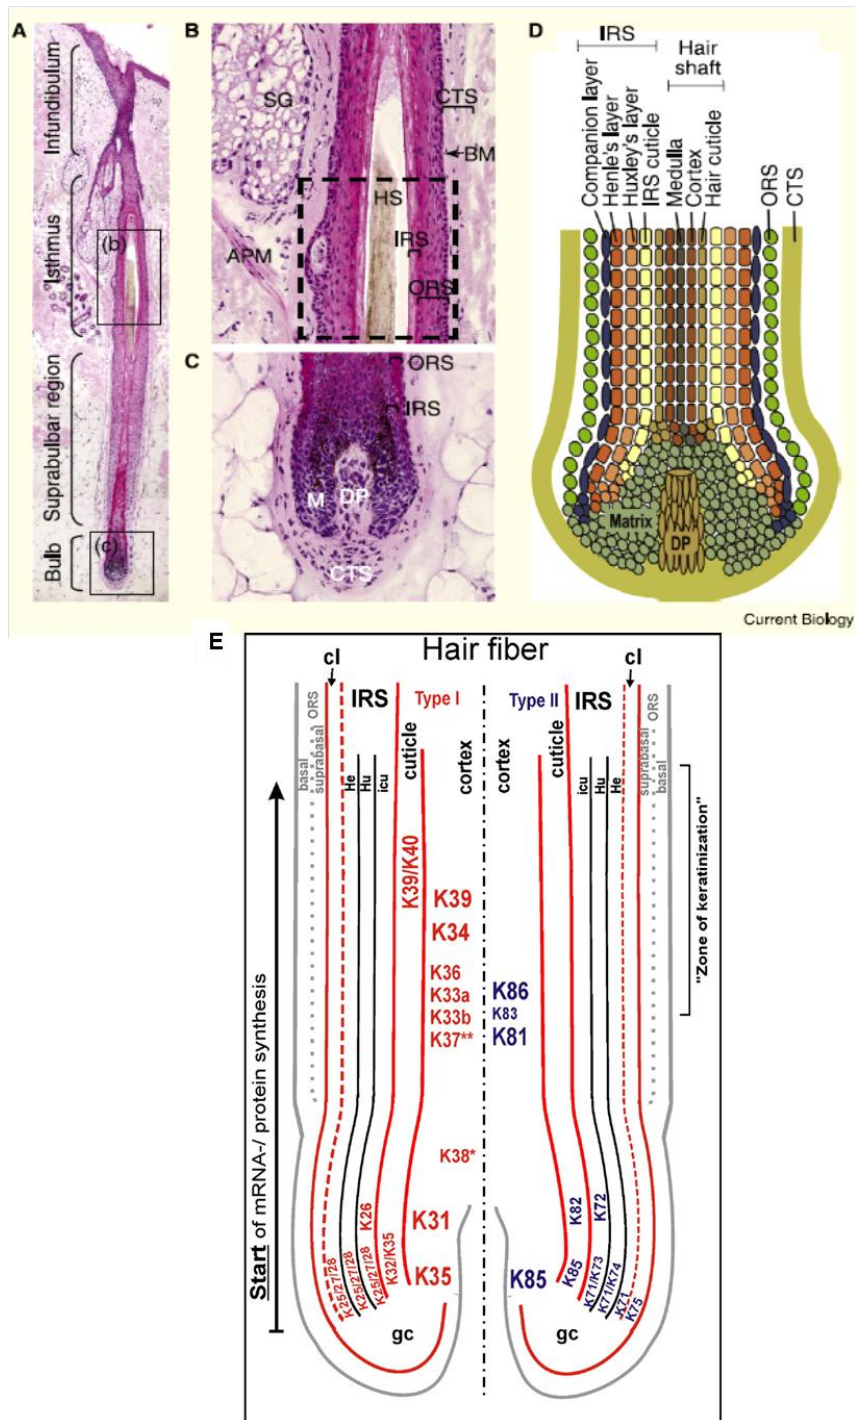 A
Infundibulum
Isthmus
Suprabulbar region
Bulb
(b)
(c)
B
SG
CTS
BM
HS
IRS
APM
ORS
C
ORS
IRS
M
DP
CTS
D
IRS
Hair
shaft
Companion layer
Henle's layer
Huxley's layer
IRS cuticle
Medulla
Cortex
Hair cuticle
ORS
CTS
Matrix
DP
Current Biology
E
Hair fiber
cl
cl
IRS
Type I
Type II
IRS
ORS
basal
suprabasal
He
Hu
icu
cuticle
cortex
cortex
cuticle
icu
Hu
He
suprabasal
basal
ORS
"Zone of keratinization"
Start of mRNA-/ protein synthesis
K39/K40
K39
K34
K36
K33a
K33b
K37**
K86
K83
K81
K38*
K26
K31
K32/K35
K35
K25/27/28
K25/27/28
K25/27/28
K82
K72
K85
K85
K71/K73
K71/K74
K71
K75
gc
gc